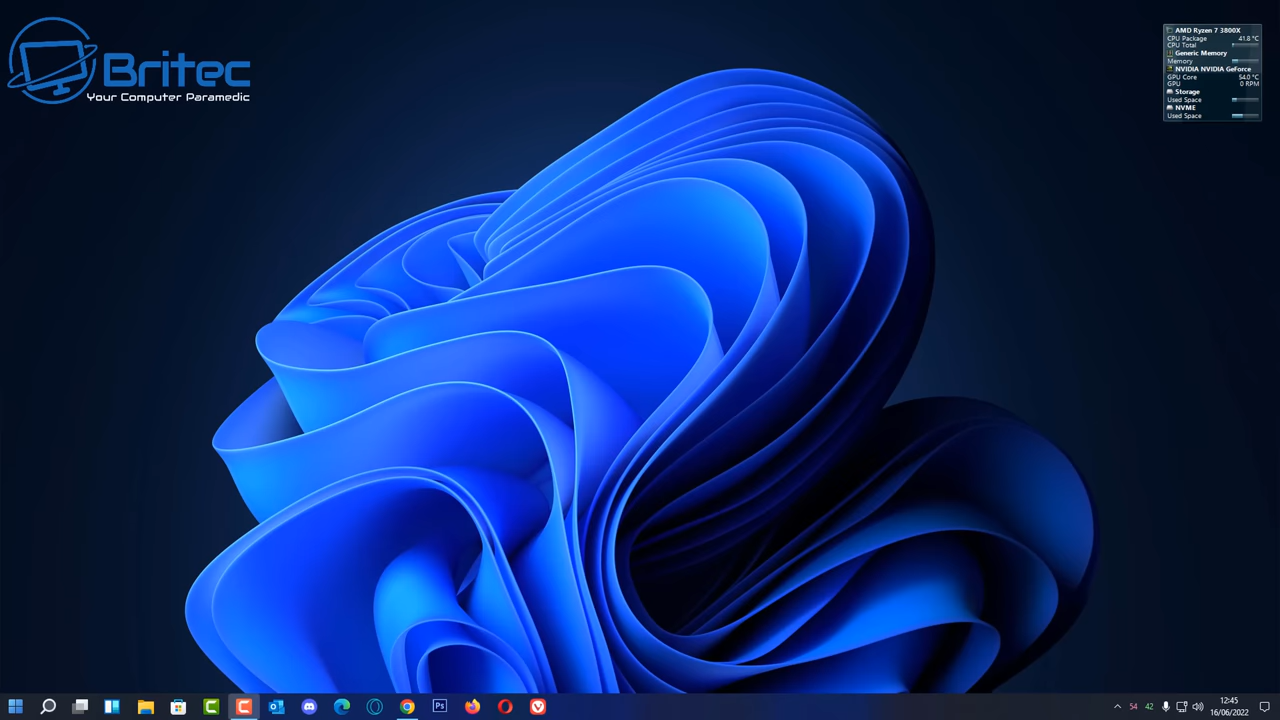 Britec
Your Computer Paramedic
AMD Ryzen 7 3800X
CPU Package 41.8 °C
CPU Total
Generic Memory
Memory
NVIDIA NVIDIA GeForce
GPU Core 54.0 °C
GPU 0 RPM
Storage
Used Space
NVME
Used Space
Ps
54 42
12:45
16/06/2022